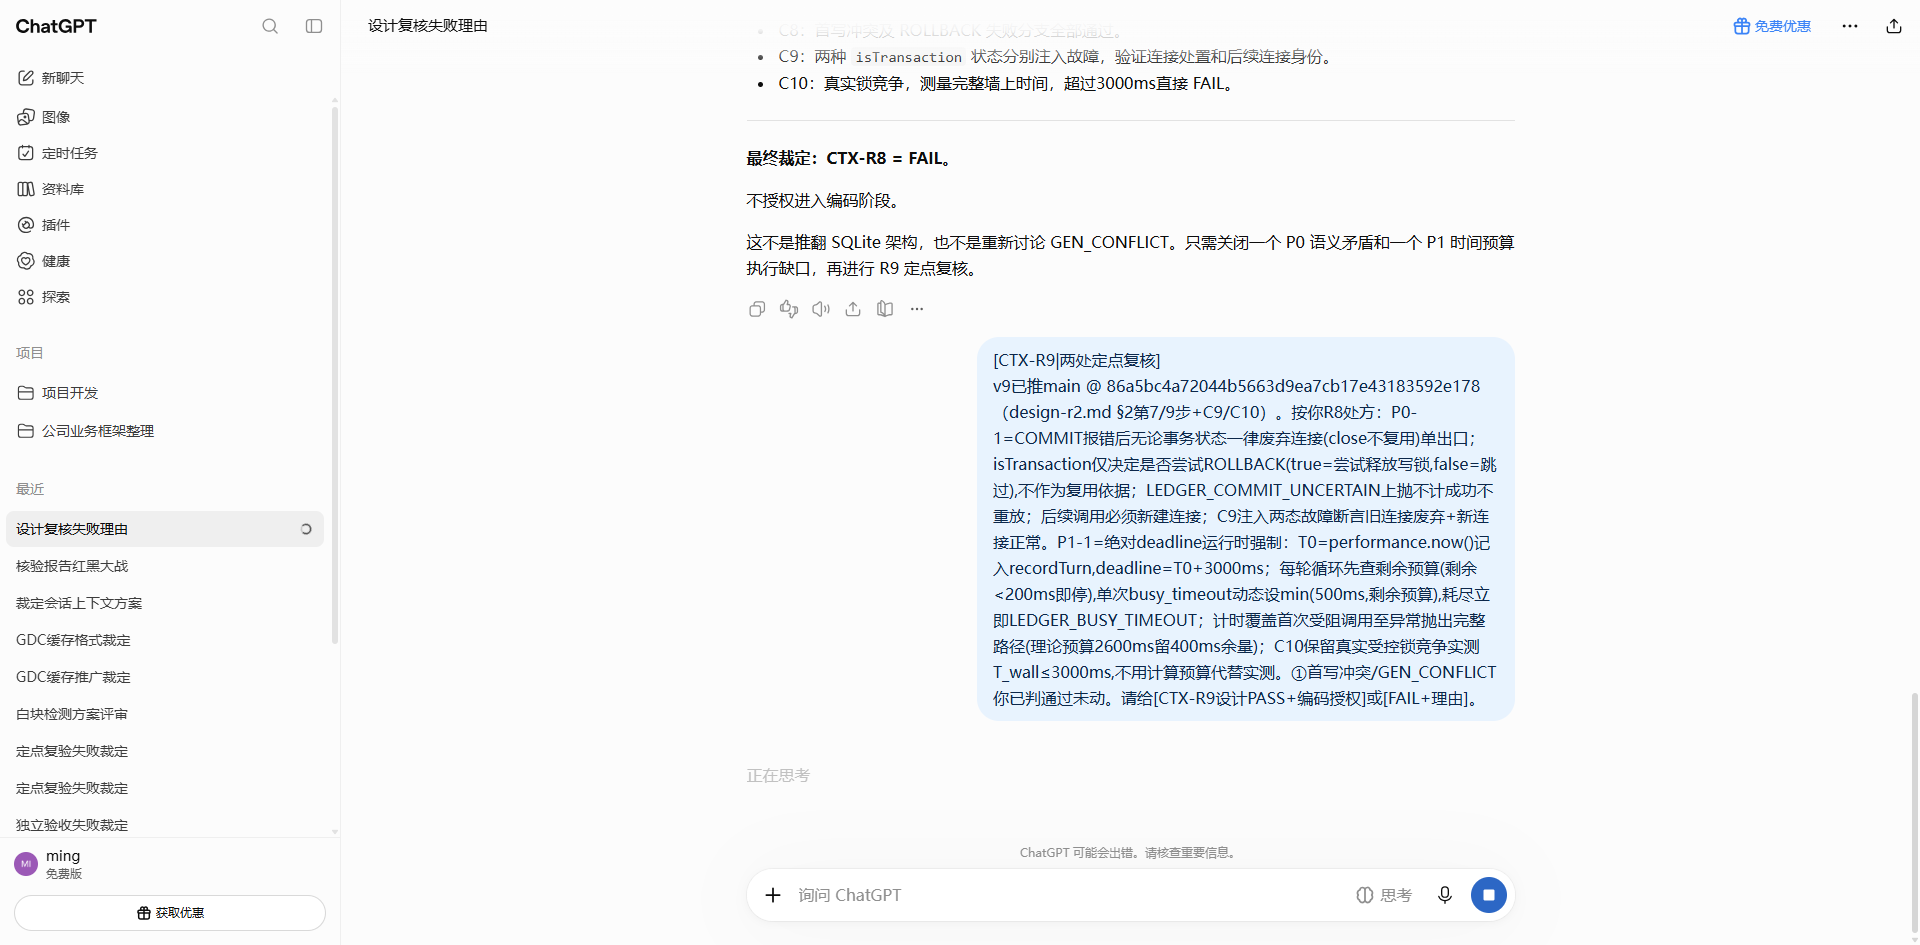 ChatGPT
新聊天
图像
定时任务
资料库
插件
健康
探索
项目
项目开发
公司业务框架整理
最近
设计复核失败理由
核验报告红黑大战
裁定会话上下文方案
GDC缓存格式裁定
GDC缓存推广裁定
白块检测方案评审
定点复验失败裁定
定点复验失败裁定
独立验收失败裁定
MI
ming
免费版
获取优惠
设计复核失败理由
免费优惠
C8：首写冲突及 ROLLBACK 失败分支全部通过。
C9：两种 isTransaction 状态分别注入故障，验证连接处置和后续连接身份。
C10：真实锁竞争，测量完整墙上时间，超过3000ms直接 FAIL。
最终裁定：CTX-R8 = FAIL。
不授权进入编码阶段。
这不是推翻 SQLite 架构，也不是重新讨论 GEN_CONFLICT。只需关闭一个 P0 语义矛盾和一个 P1 时间预算
执行缺口，再进行 R9 定点复核。
[CTX-R9|两处定点复核]
v9已推main @ 86a5bc4a72044b5663d9ea7cb17e43183592e178
（design-r2.md §2第7/9步+C9/C10）。按你R8处方：P0-
1=COMMIT报错后无论事务状态一律废弃连接(close不复用)单出口；
isTransaction仅决定是否尝试ROLLBACK(true=尝试释放写锁,false=跳
过),不作为复用依据；LEDGER_COMMIT_UNCERTAIN上抛不计成功不
重放；后续调用必须新建连接；C9注入两态故障断言旧连接废弃+新连
接正常。P1-1=绝对deadline运行时强制：T0=performance.now()记
入recordTurn,deadline=T0+3000ms；每轮循环先查剩余预算(剩余
<200ms即停),单次busy_timeout动态设min(500ms,剩余预算),耗尽立
即LEDGER_BUSY_TIMEOUT；计时覆盖首次受阻调用至异常抛出完整
路径(理论预算2600ms留400ms余量)；C10保留真实受控锁竞争实测
T_wall≤3000ms,不用计算预算代替实测。①首写冲突/GEN_CONFLICT
你已判通过未动。请给[CTX-R9设计PASS+编码授权]或[FAIL+理由]。
正在思考
ChatGPT 可能会出错。请核查重要信息。
询问 ChatGPT
思考